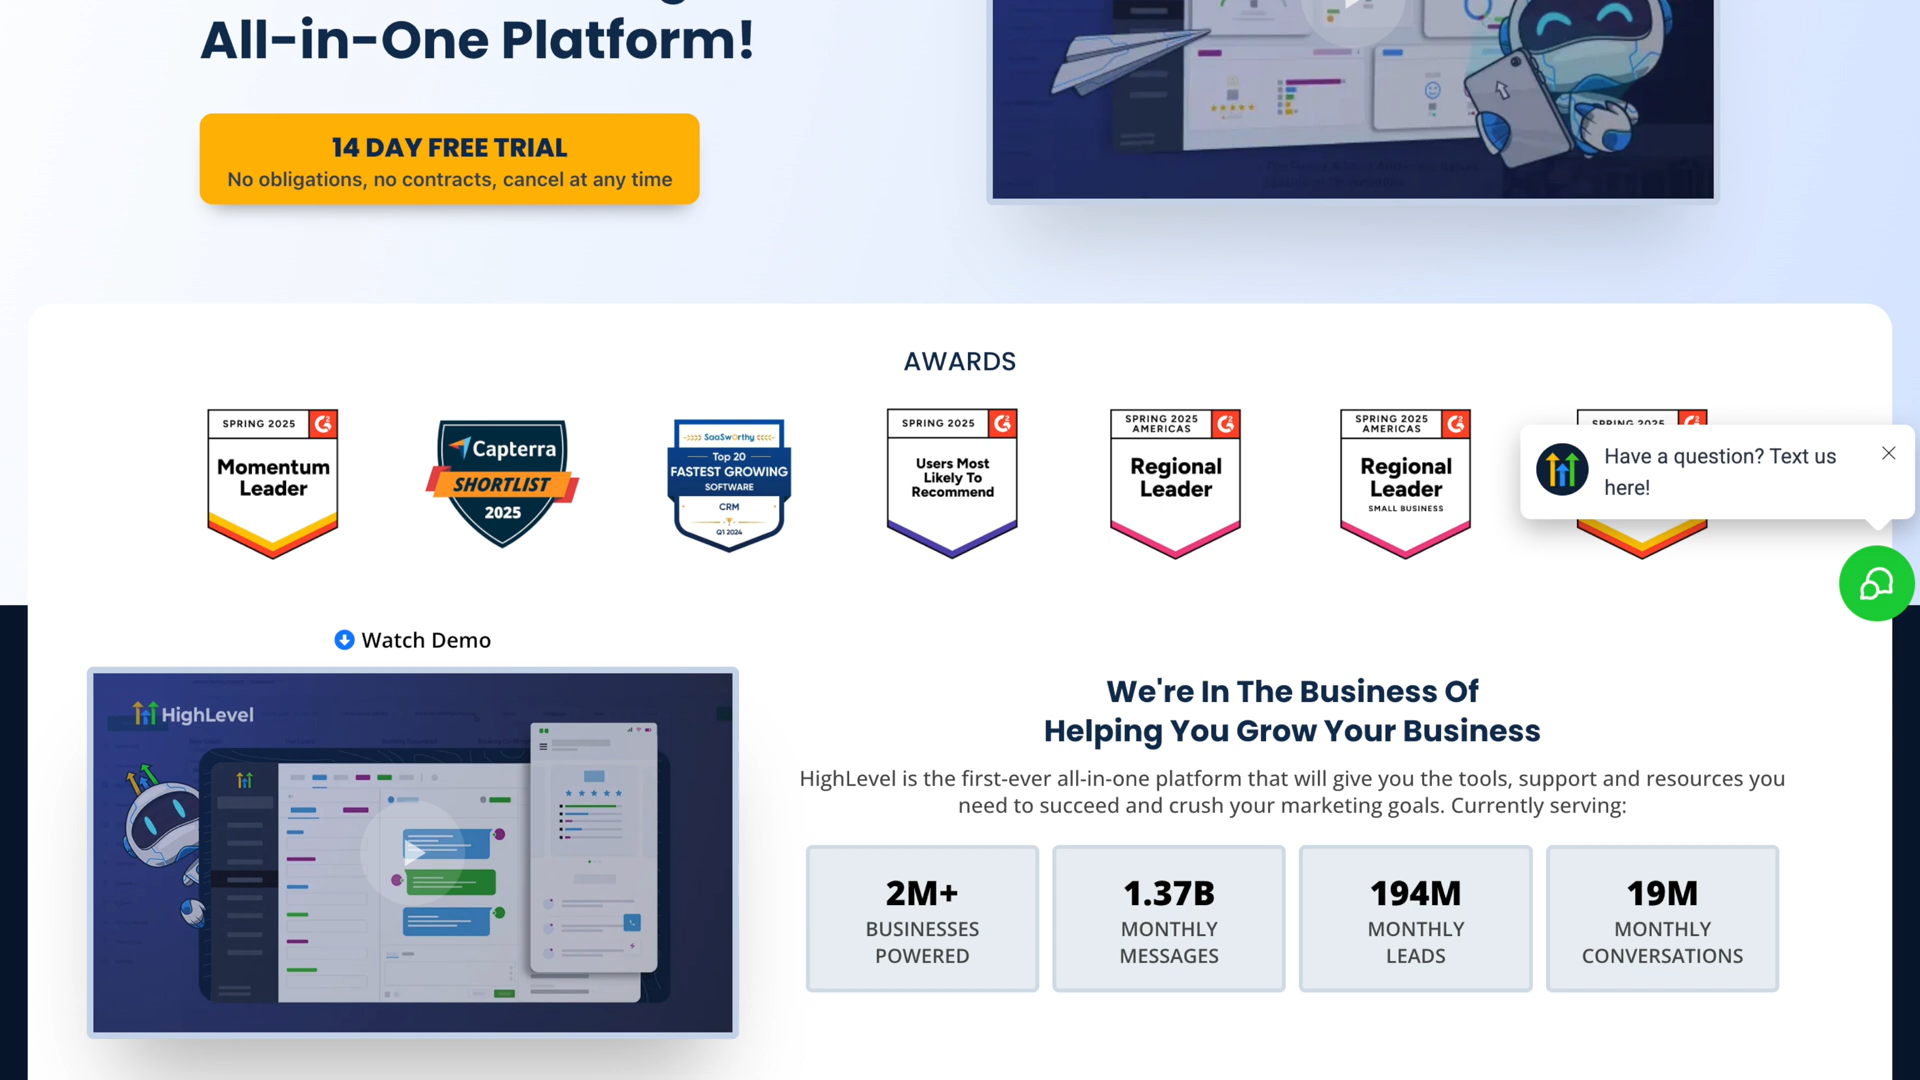 All-in-One Platform!
14 DAY FREE TRIAL
No obligations, no contracts, cancel at any time
AWARDS
SPRING 2025
Momentum
Leader
Capterra
SHORTLIST
2025
SaaSworthy
Top 20
FASTEST GROWING
SOFTWARE
CRM
Q1 2024
SPRING 2025
Users Most
Likely To
Recommend
SPRING 2025
AMERICAS
Regional
Leader
SPRING 2025
AMERICAS
Regional
Leader
SMALL BUSINESS
SPRING 2025
Have a question? Text us
here!
Watch Demo
HighLevel
We're In The Business Of
Helping You Grow Your Business
HighLevel is the first-ever all-in-one platform that will give you the tools, support and resources you
need to succeed and crush your marketing goals. Currently serving:
2M+
BUSINESSES
POWERED
1.37B
MONTHLY
MESSAGES
194M
MONTHLY
LEADS
19M
MONTHLY
CONVERSATIONS